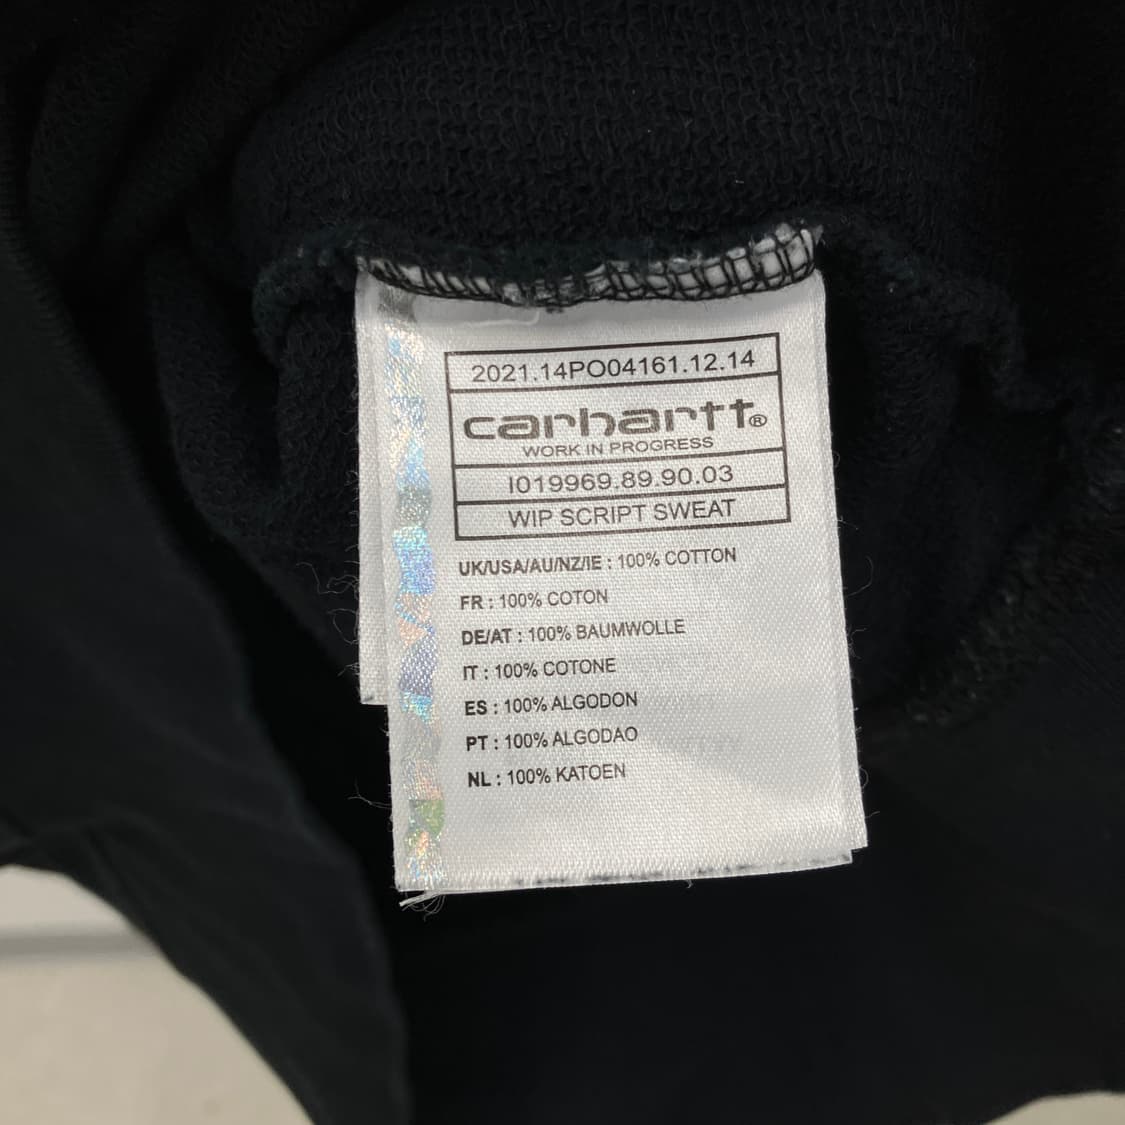 2021.14PO04161.12.14
carhartt®
WORK IN PROGRESS
I019969.89.90.03
WIP SCRIPT SWEAT
UK/USA/AU/NZ/IE : 100% COTTON
FR : 100% COTON
DE/AT : 100% BAUMWOLLE
IT : 100% COTONE
ES : 100% ALGODON
PT : 100% ALGODAO
NL : 100% KATOEN